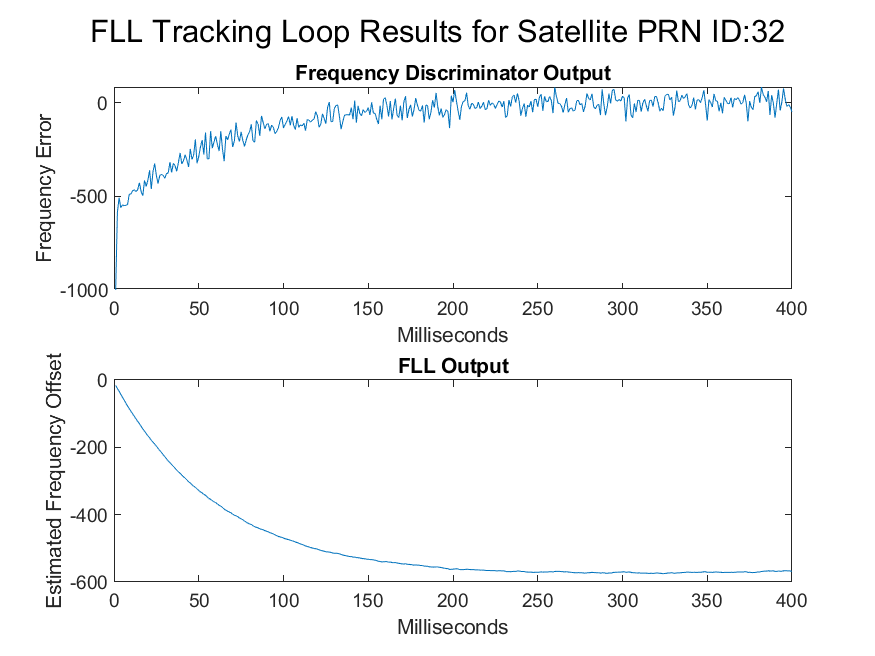 FLL Tracking Loop Results for Satellite PRN ID:32
Frequency Discriminator Output
Frequency Error
0
-500
-1000
0 50 100 150 200 250 300 350 400
Milliseconds
FLL Output
Estimated Frequency Offset
0
-200
-400
-600
0 50 100 150 200 250 300 350 400
Milliseconds